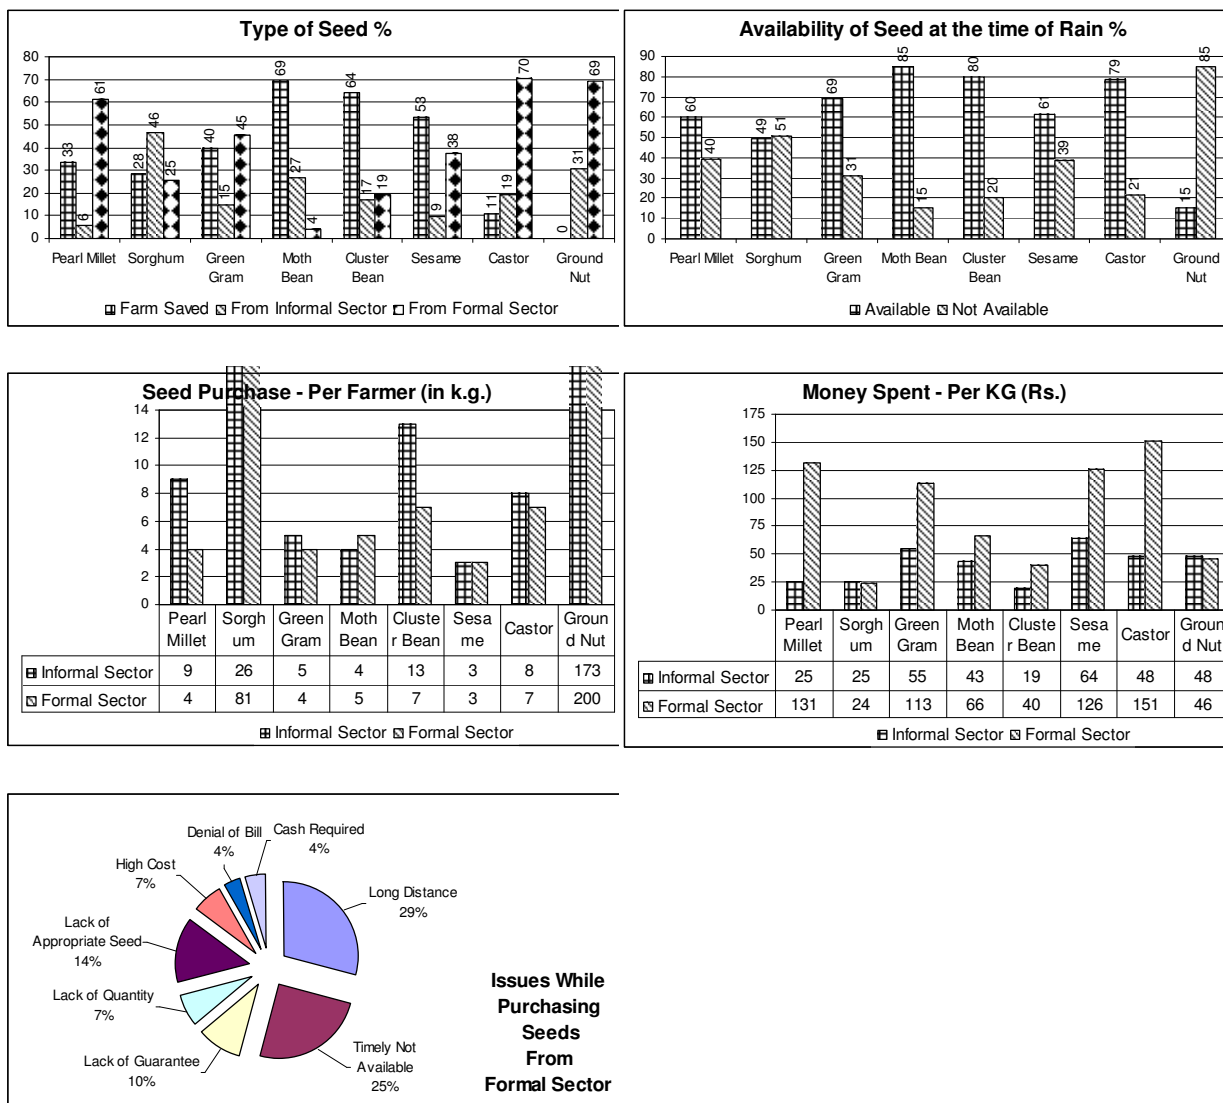 Type of Seed %
80
70
60
50
40
30
20
10
0
33 6 61 28 46 25 40 15 45 69 27 4 64 17 19 53 9 38 11 19 70 0 31 69
Pearl Millet Sorghum Green Gram Moth Bean Cluster Bean Sesame Castor Ground Nut
Farm Saved From Informal Sector From Formal Sector
Availability of Seed at the time of Rain %
90
80
70
60
50
40
30
20
10
0
60 40 49 51 69 31 85 15 80 20 61 39 79 21 15 85
Pearl Millet Sorghum Green Gram Moth Bean Cluster Bean Sesame Castor Ground Nut
Available Not Available
Seed Purchase - Per Farmer (in k.g.)
14
12
10
8
6
4
2
0
Pearl Sorgh Green Moth Cluste Sesa Castor Groun
Millet um Gram Bean r Bean me d Nut
Informal Sector 9 26 5 4 13 3 8 173
Formal Sector 4 81 4 5 7 3 7 200
Informal Sector Formal Sector
Money Spent - Per KG (Rs.)
175
150
125
100
75
50
25
0
Pearl Sorgh Green Moth Cluste Sesa Castor Groun
Millet um Gram Bean r Bean me d Nut
Informal Sector 25 25 55 43 19 64 48 48
Formal Sector 131 24 113 66 40 126 151 46
Informal Sector Formal Sector
Denial of Bill
4%
Cash Required
4%
High Cost
7%
Long Distance
29%
Lack of
Appropriate Seed
14%
Lack of Quantity
7%
Lack of Guarantee
10%
Timely Not
Available
25%
Issues While
Purchasing
Seeds
From
Formal Sector